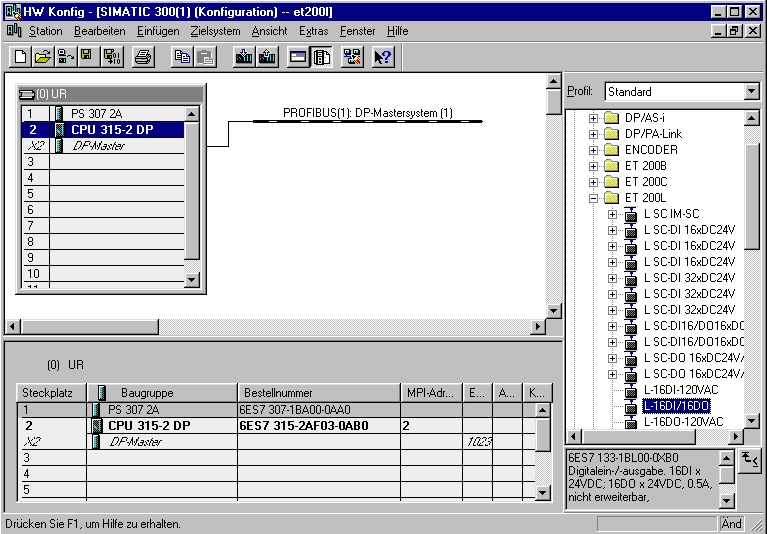 HW Konfig - [SIMATIC 300(1) (Konfiguration) -- et200l]
Station Bearbeiten Einfügen Zielsystem Ansicht Extras Fenster Hilfe
(0) UR
1 PS 307 2A
2 CPU 315-2 DP
X2 DP-Master
3
4
5
6
7
8
9
10
11
PROFIBUS(1): DP-Mastersystem (1)
Profil: Standard
DP/AS-i
DP/PA-Link
ENCODER
ET 200B
ET 200C
ET 200L
L SC IM-SC
L SC-DI 16xDC24V
L SC-DI 16xDC24V
L SC-DI 16xDC24V
L SC-DI 32xDC24V
L SC-DI 32xDC24V
L SC-DI 32xDC24V
L SC-DI16/DO16xDC
L SC-DI16/DO16xDC
L SC-DO 16xDC24V/
L SC-DO 16xDC24V/
L-16DI-120VAC
L-16DI/16DO
L-16DO-120VAC
(0) UR
Steckplatz Baugruppe Bestellnummer MPI-Adr... E... A... K...
1 PS 307 2A 6ES7 307-1BA00-0AA0
2 CPU 315-2 DP 6ES7 315-2AF03-0AB0 2
X2 DP-Master 1023
3
4
5
6ES7 133-1BL00-0XB0
Digitalein-/-ausgabe. 16DI x
24VDC; 16DO x 24VDC, 0.5A,
nicht erweiterbar,
Drücken Sie F1, um Hilfe zu erhalten.
Änd